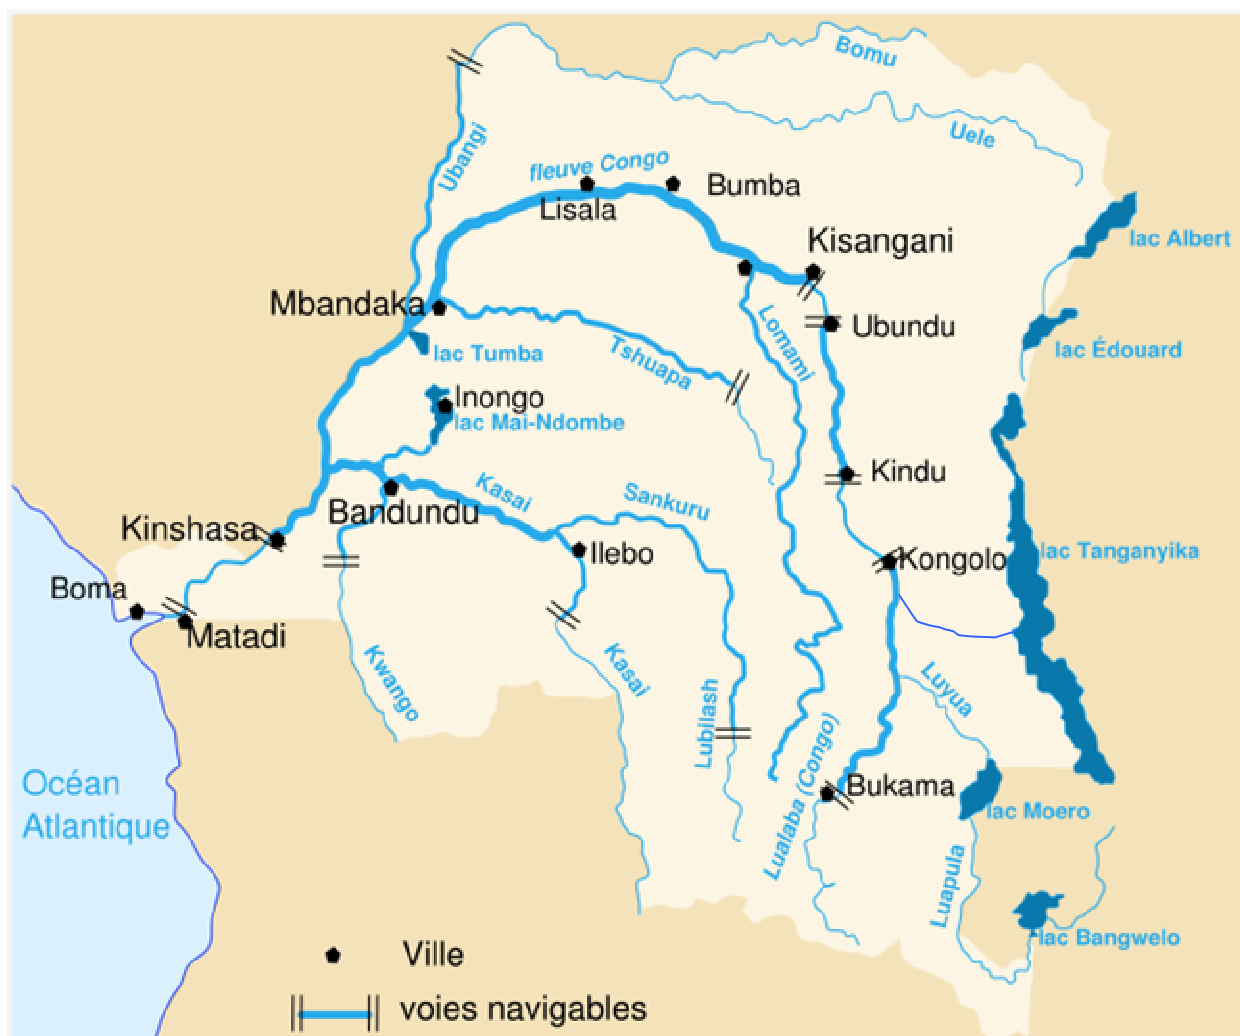 Bomu
Uele
Ubangi
fleuve Congo
Lisala
Bumba
Kisangani
lac Albert
Mbandaka
Ubundu
lac Édouard
lac Tumba
Tshuapa
Lomami
Inongo
lac Mai-Ndombe
Kindu
Kasai
Sankuru
Bandundu
Kinshasa
Ilebo
Kongolo
lac Tanganyika
Boma
Matadi
Kwango
Kasai
Lubilash
Luvua
Lualaba (Congo)
Bukama
lac Moero
Océan
Atlantique
Luapula
lac Bangwelo
Ville
voies navigables